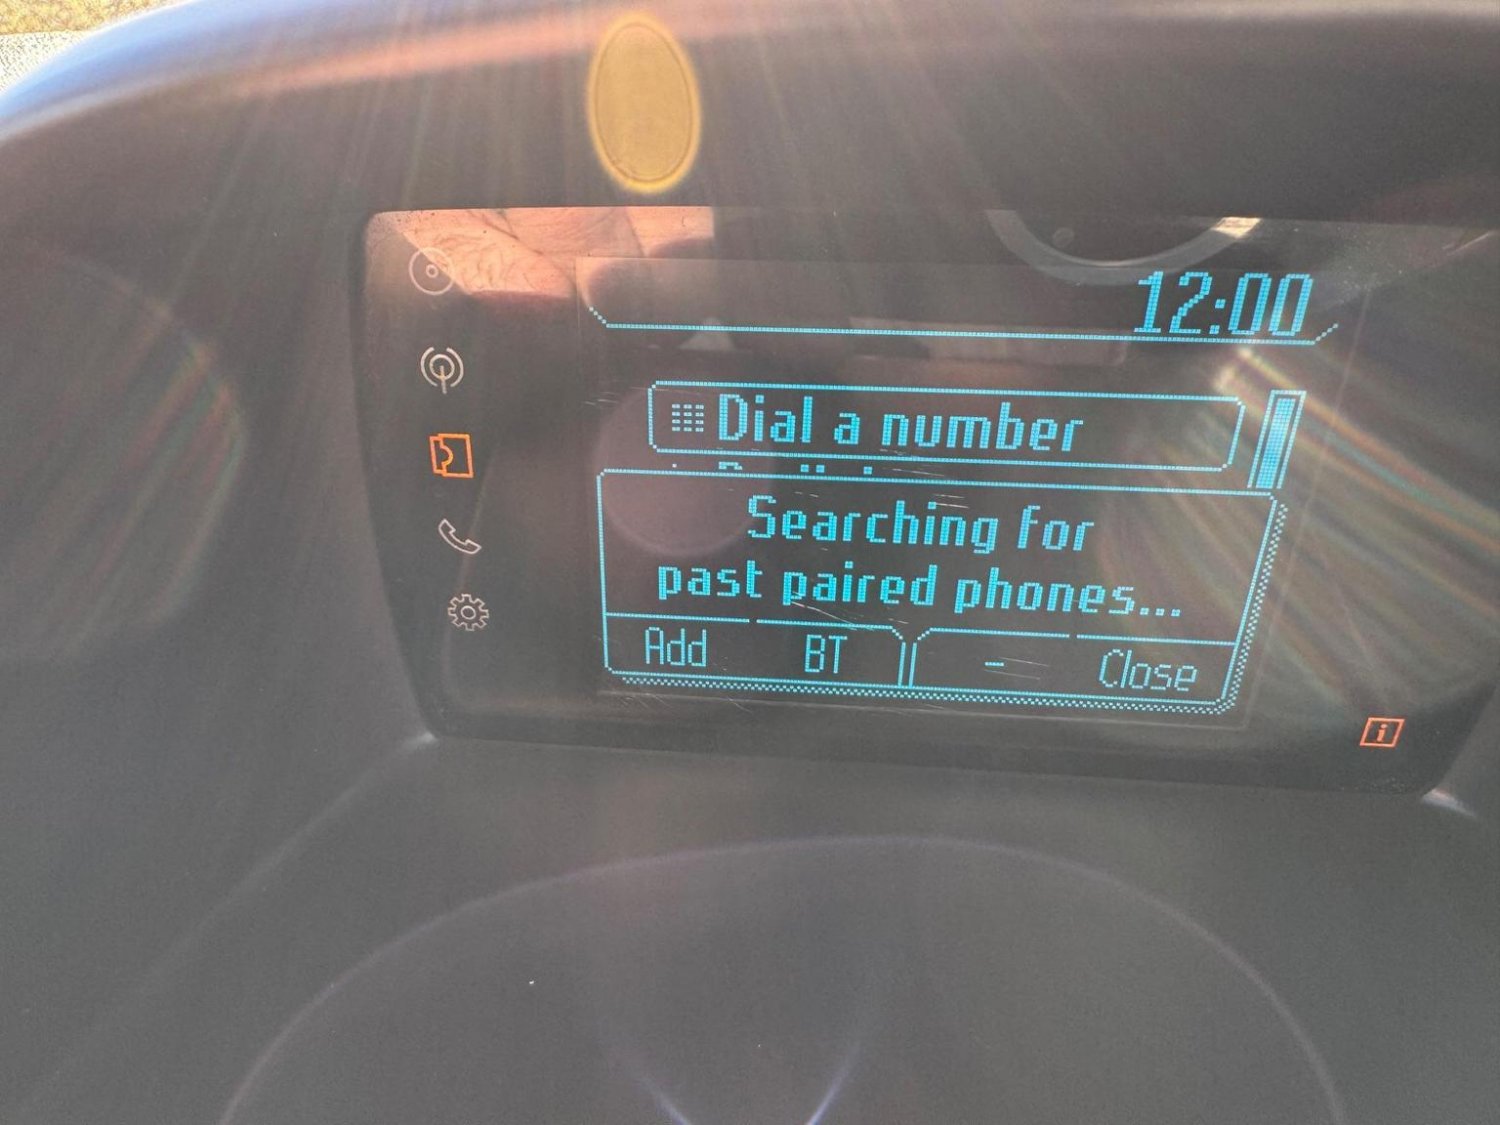 12:00
Dial a number
Searching for
past paired phones...
Add BT - Close
i